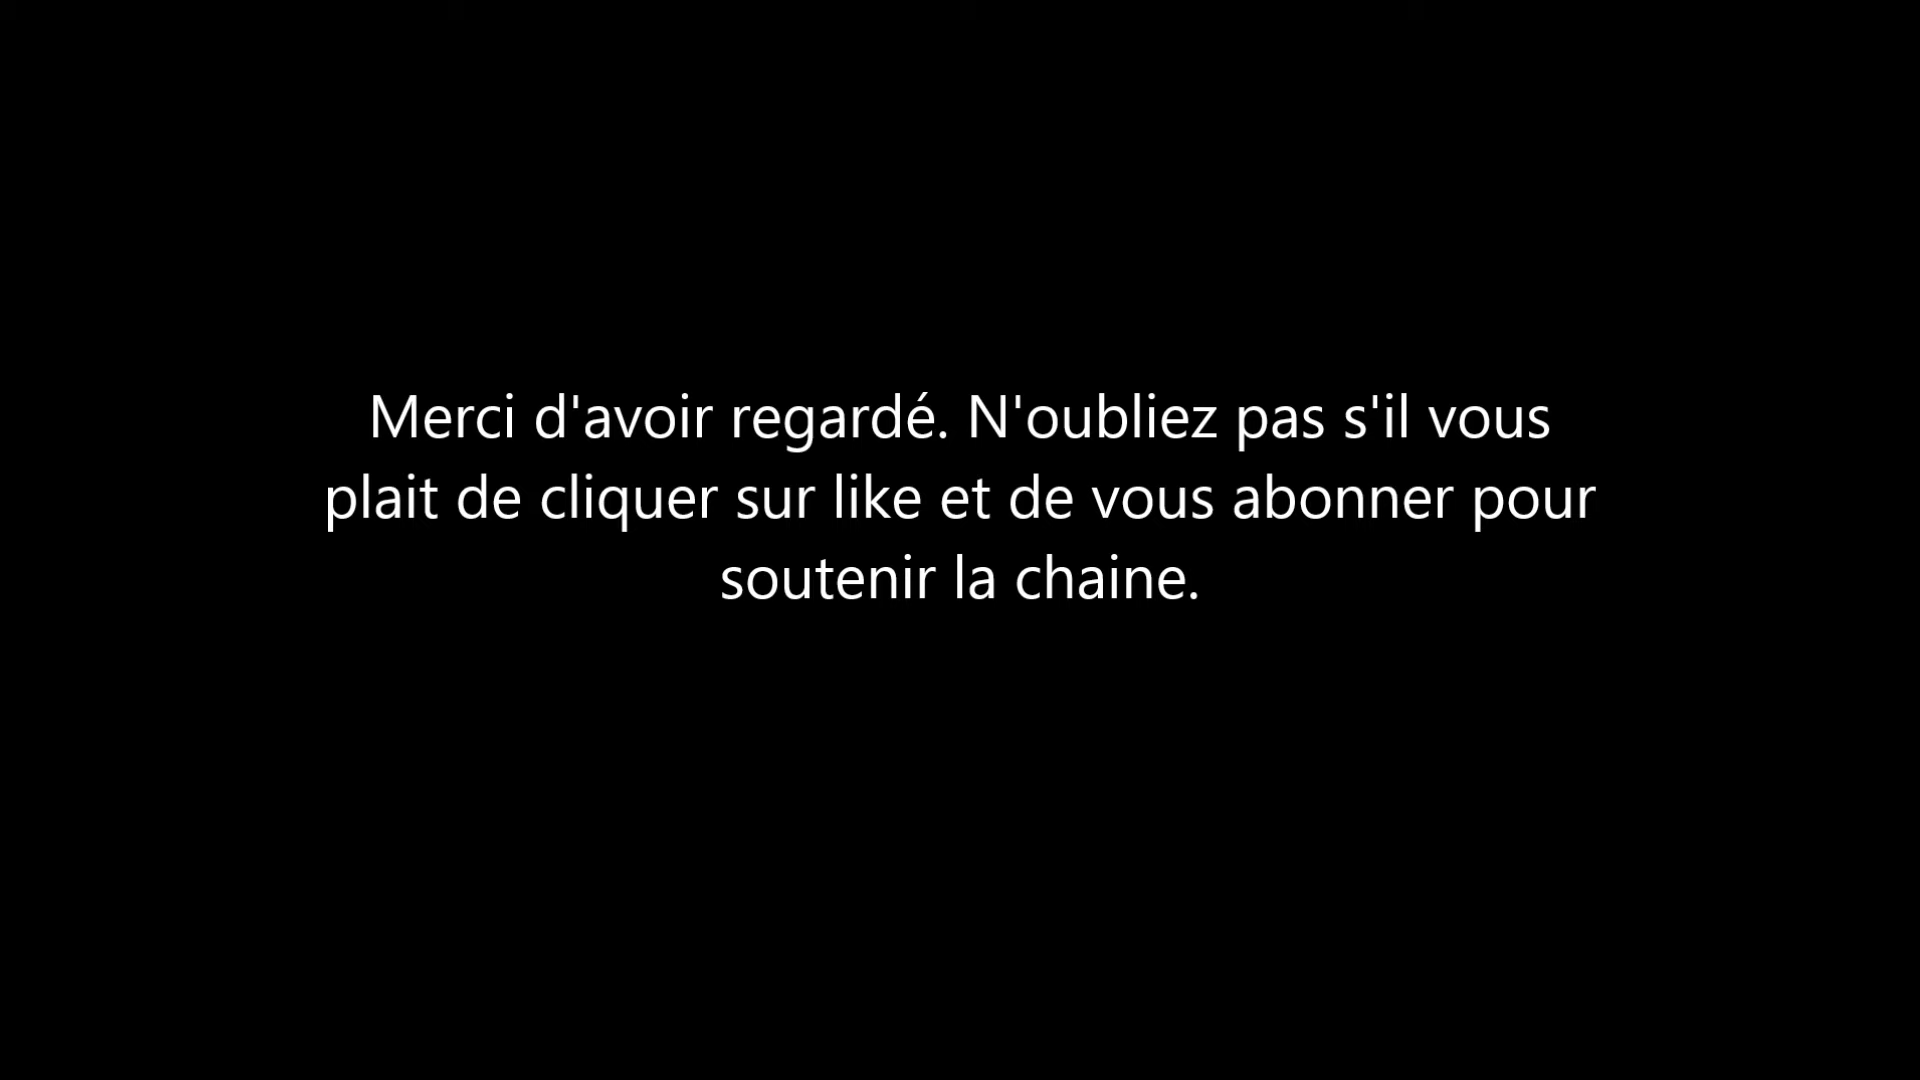 Merci d'avoir regardé. N'oubliez pas s'il vous
plait de cliquer sur like et de vous abonner pour
soutenir la chaine.